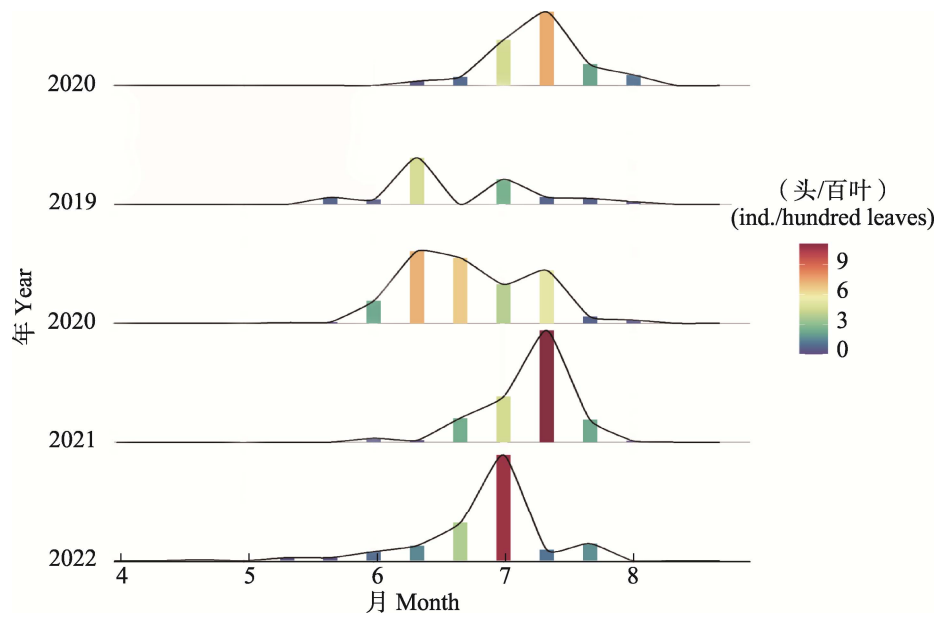 2020
2019
2020
2021
2022
年 Year
4 5 6 7 8
月 Month
（头/百叶）
(ind./hundred leaves)
9
6
3
0